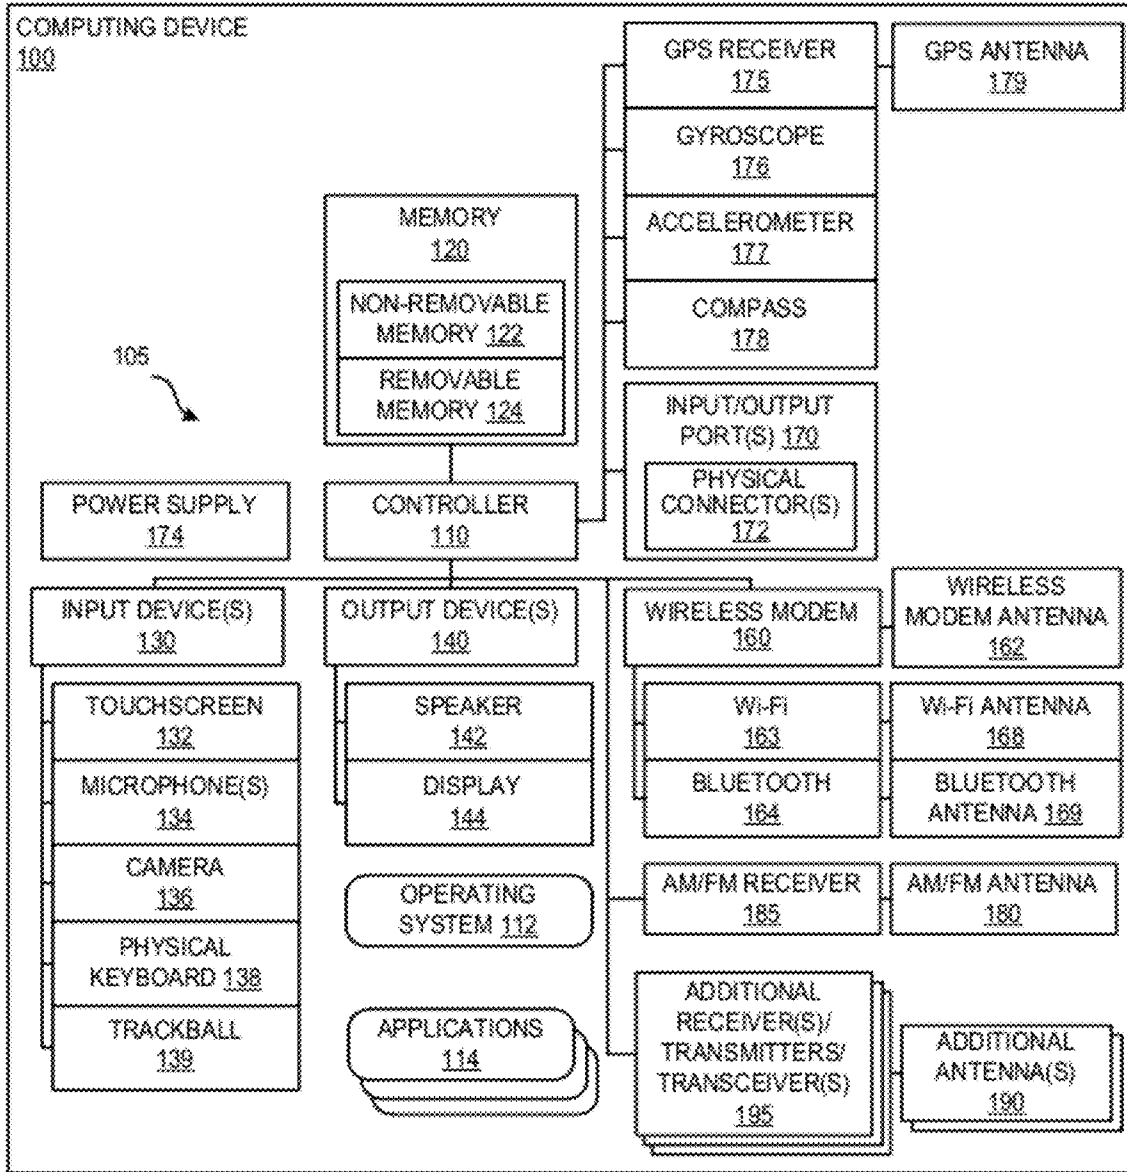 COMPUTING DEVICE
100
GPS RECEIVER
175
GPS ANTENNA
179
GYROSCOPE
176
ACCELEROMETER
177
COMPASS
178
MEMORY
120
NON-REMOVABLE
MEMORY 122
REMOVABLE
MEMORY 124
105
INPUT/OUTPUT
PORT(S) 170
PHYSICAL
CONNECTOR(S)
172
POWER SUPPLY
174
CONTROLLER
110
INPUT DEVICE(S)
130
OUTPUT DEVICE(S)
140
WIRELESS MODEM
160
WIRELESS
MODEM ANTENNA
162
TOUCHSCREEN
132
MICROPHONE(S)
134
CAMERA
136
PHYSICAL
KEYBOARD 138
TRACKBALL
139
SPEAKER
142
DISPLAY
144
Wi-Fi
163
Wi-Fi ANTENNA
168
BLUETOOTH
164
BLUETOOTH
ANTENNA 169
OPERATING
SYSTEM 112
AM/FM RECEIVER
185
AM/FM ANTENNA
180
APPLICATIONS
114
ADDITIONAL
RECEIVER(S)/
TRANSMITTERS/
TRANSCEIVER(S)
195
ADDITIONAL
ANTENNA(S)
190